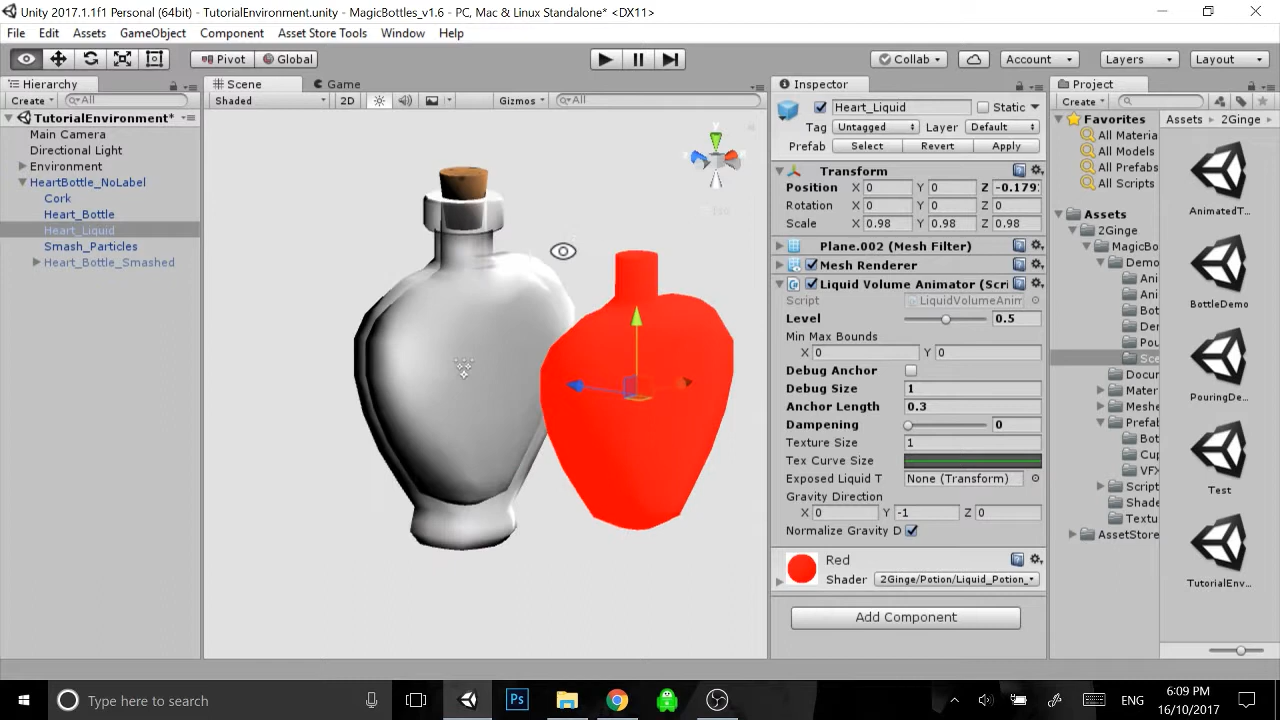 Unity 2017.1.1f1 Personal (64bit) - TutorialEnvironment.unity - MagicBottles_v1.6 - PC, Mac & Linux Standalone* <DX11>
File Edit Assets GameObject Component Asset Store Tools Window Help
Pivot Global Collab Account Layers Layout
Hierarchy
Create All
TutorialEnvironment*
Main Camera
Directional Light
Environment
HeartBottle_NoLabel
Cork
Heart_Bottle
Heart_Liquid
Smash_Particles
Heart_Bottle_Smashed
Scene Game
Shaded 2D Gizmos All
y
Inspector
Heart_Liquid Static
Tag Untagged Layer Default
Prefab Select Revert Apply
Transform
Position X 0 Y 0 Z -0.179
Rotation X 0 Y 0 Z 0
Scale X 0.98 Y 0.98 Z 0.98
Plane.002 (Mesh Filter)
Mesh Renderer
Liquid Volume Animator (Scri
Script LiquidVolumeAnim
Level 0.5
Min Max Bounds
X 0 Y 0
Debug Anchor
Debug Size 1
Anchor Length 0.3
Dampening 0
Texture Size 1
Tex Curve Size
Exposed Liquid T None (Transform)
Gravity Direction
X 0 Y -1 Z 0
Normalize Gravity D
Red
Shader 2Ginge/Potion/Liquid_Potion_
Add Component
Project
Create
Favorites
All Materia
All Models
All Prefabs
All Scripts
Assets
2Ginge
MagicBo
Demo
Ani
Ani
Bot
Der
Pou
Sce
Docur
Mater
Meshe
Prefab
Bot
Cup
VFX
Script
Shade
Textu
AssetStore
Assets 2Ginge
AnimatedT...
BottleDemo
PouringDe...
Test
TutorialEnv...
Type here to search
Ps
ENG
6:09 PM
16/10/2017